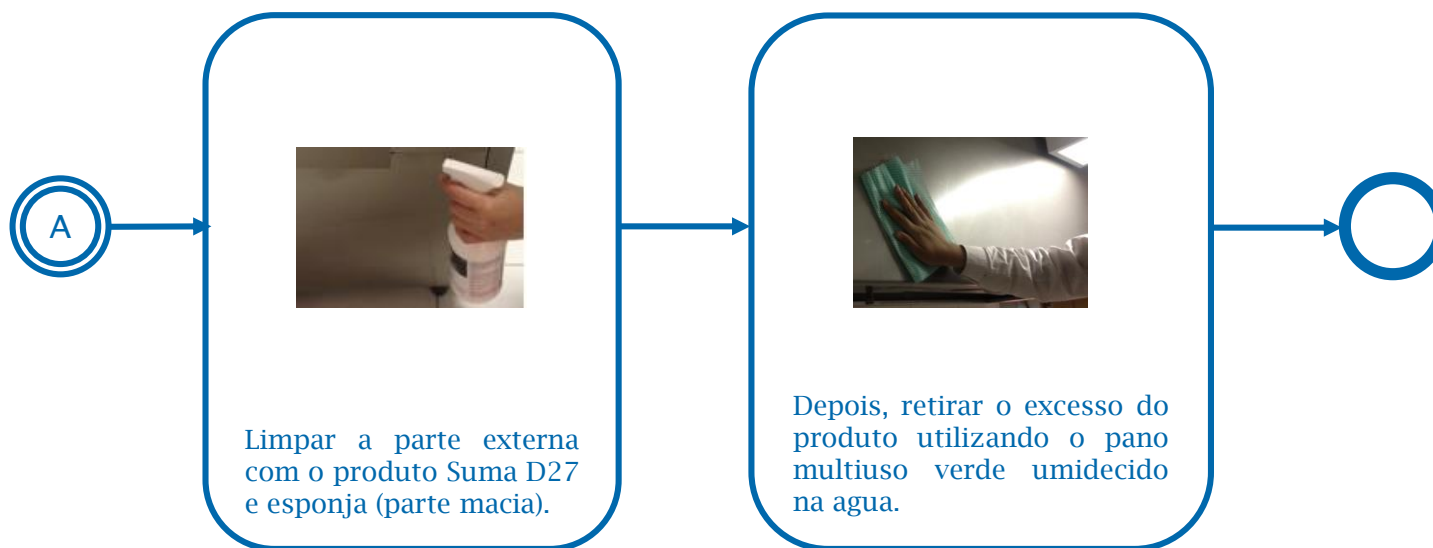 A
Limpar a parte externa
com o produto Suma D27
e esponja (parte macia).
Depois, retirar o excesso do
produto utilizando o pano
multiuso verde umidecido
na agua.